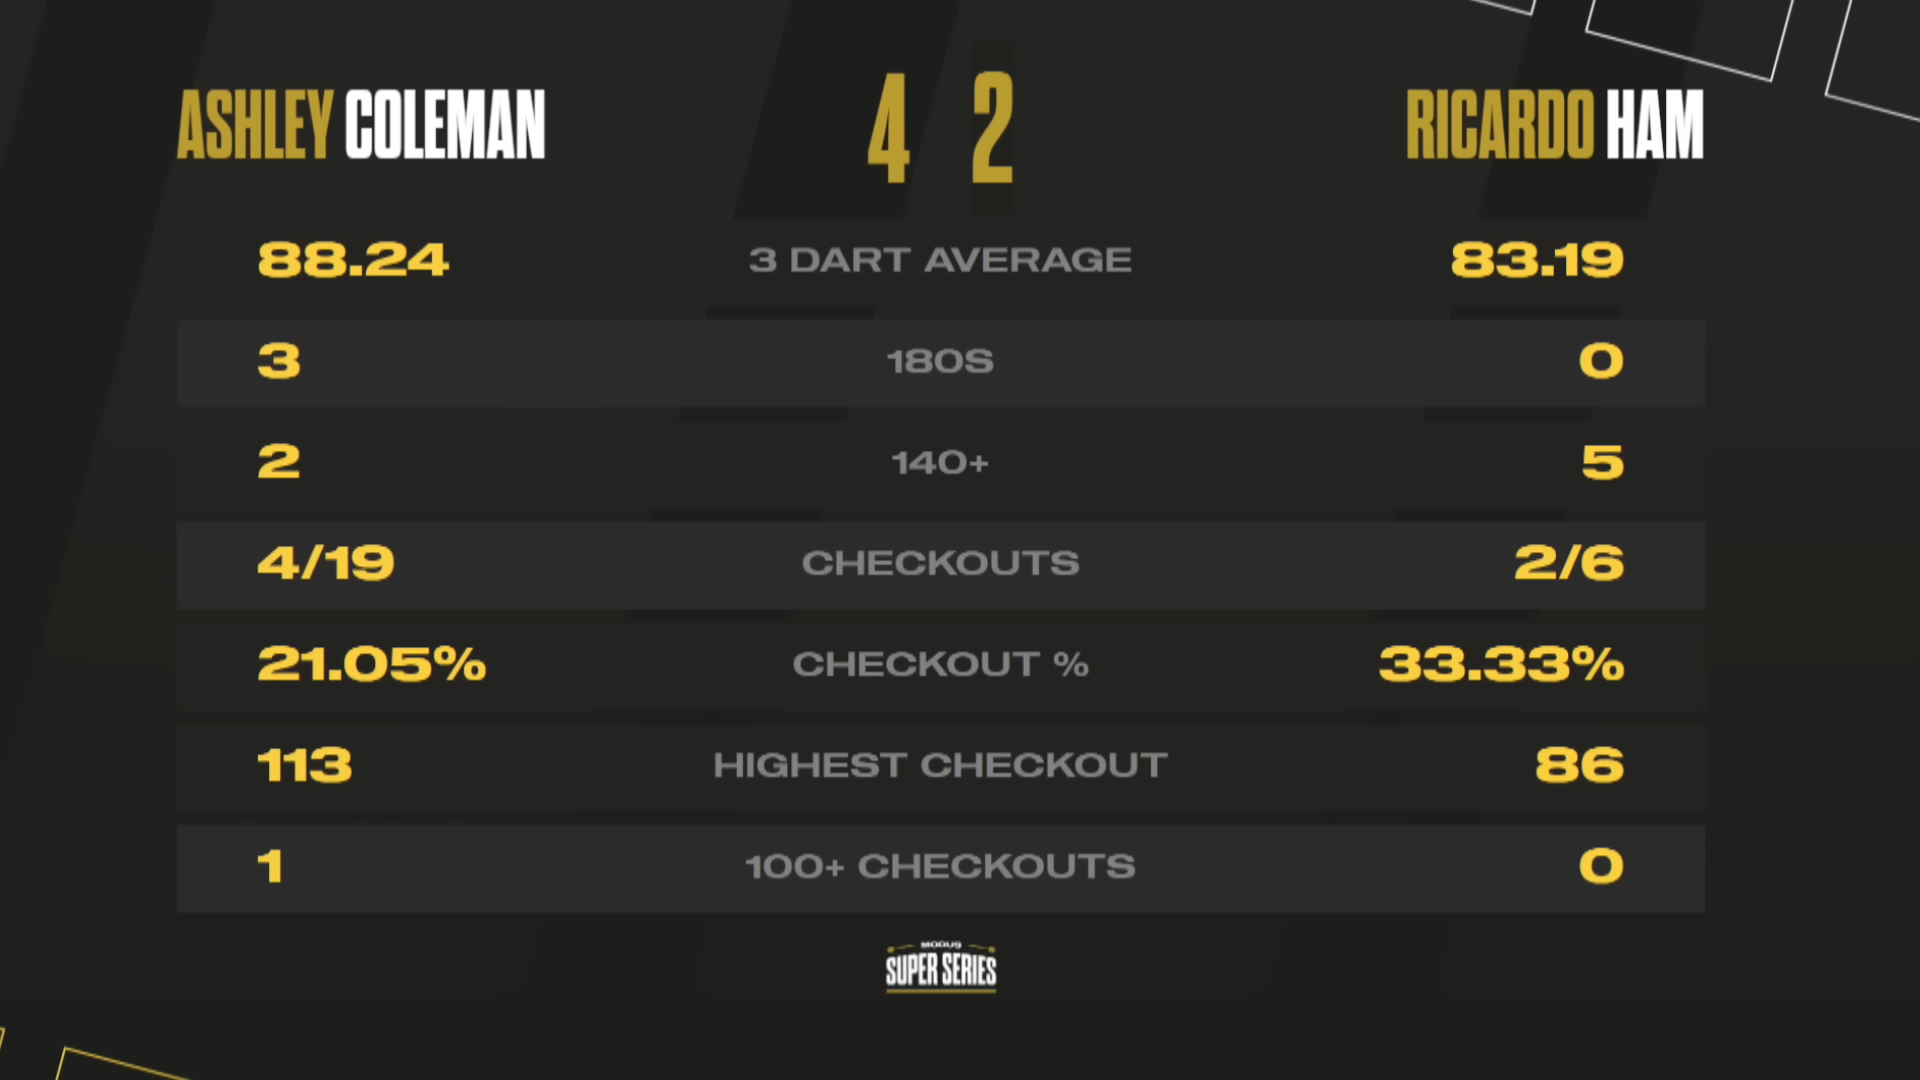 ASHLEY COLEMAN 4 2 RICARDO HAM
88.24 3 DART AVERAGE 83.19
3 180S 0
2 140+ 5
4/19 CHECKOUTS 2/6
21.05% CHECKOUT % 33.33%
113 HIGHEST CHECKOUT 86
1 100+ CHECKOUTS 0
MODUS
SUPER SERIES